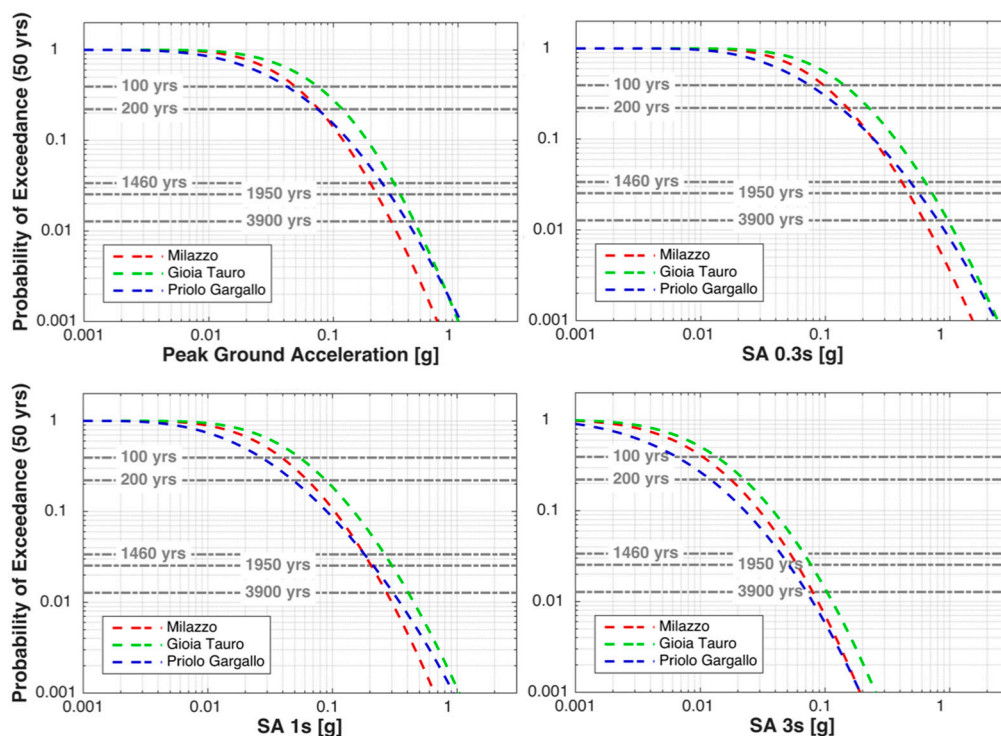 Probability of Exceedance (50 yrs)
1
0.1
0.01
0.001
100 yrs
200 yrs
1460 yrs
1950 yrs
3900 yrs
Milazzo
Gioia Tauro
Priolo Gargallo
0.001
0.01
0.1
1
Peak Ground Acceleration [g]
1
0.1
0.01
0.001
100 yrs
200 yrs
1460 yrs
1950 yrs
3900 yrs
Milazzo
Gioia Tauro
Priolo Gargallo
0.001
0.01
0.1
1
SA 0.3s [g]
Probability of Exceedance (50 yrs)
1
0.1
0.01
0.001
100 yrs
200 yrs
1460 yrs
1950 yrs
3900 yrs
Milazzo
Gioia Tauro
Priolo Gargallo
0.001
0.01
0.1
1
SA 1s [g]
1
0.1
0.01
0.001
100 yrs
200 yrs
1460 yrs
1950 yrs
3900 yrs
Milazzo
Gioia Tauro
Priolo Gargallo
0.001
0.01
0.1
1
SA 3s [g]